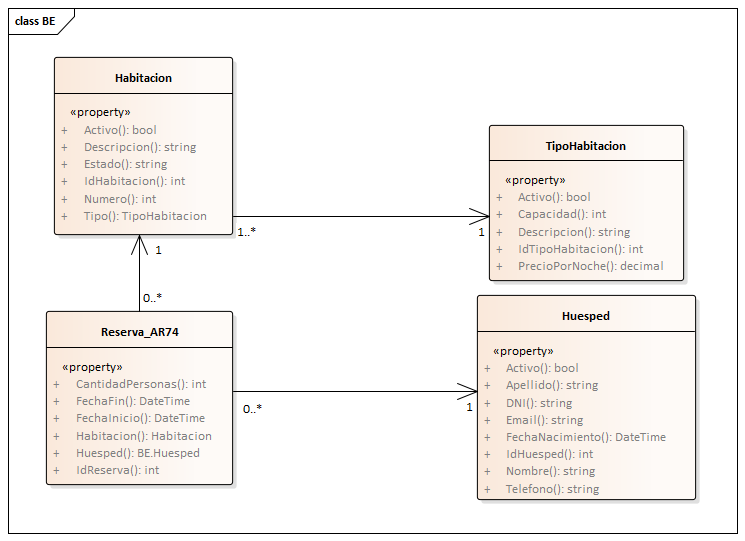 class BE
Habitacion
«property»
+ Activo(): bool
+ Descripcion(): string
+ Estado(): string
+ IdHabitacion(): int
+ Numero(): int
+ Tipo(): TipoHabitacion
TipoHabitacion
«property»
+ Activo(): bool
+ Capacidad(): int
+ Descripcion(): string
+ IdTipoHabitacion(): int
+ PrecioPorNoche(): decimal
1..*
1
1
0..*
Reserva_AR74
«property»
+ CantidadPersonas(): int
+ FechaFin(): DateTime
+ FechaInicio(): DateTime
+ Habitacion(): Habitacion
+ Huesped(): BE.Huesped
+ IdReserva(): int
0..*
1
Huesped
«property»
+ Activo(): bool
+ Apellido(): string
+ DNI(): string
+ Email(): string
+ FechaNacimiento(): DateTime
+ IdHuesped(): int
+ Nombre(): string
+ Telefono(): string